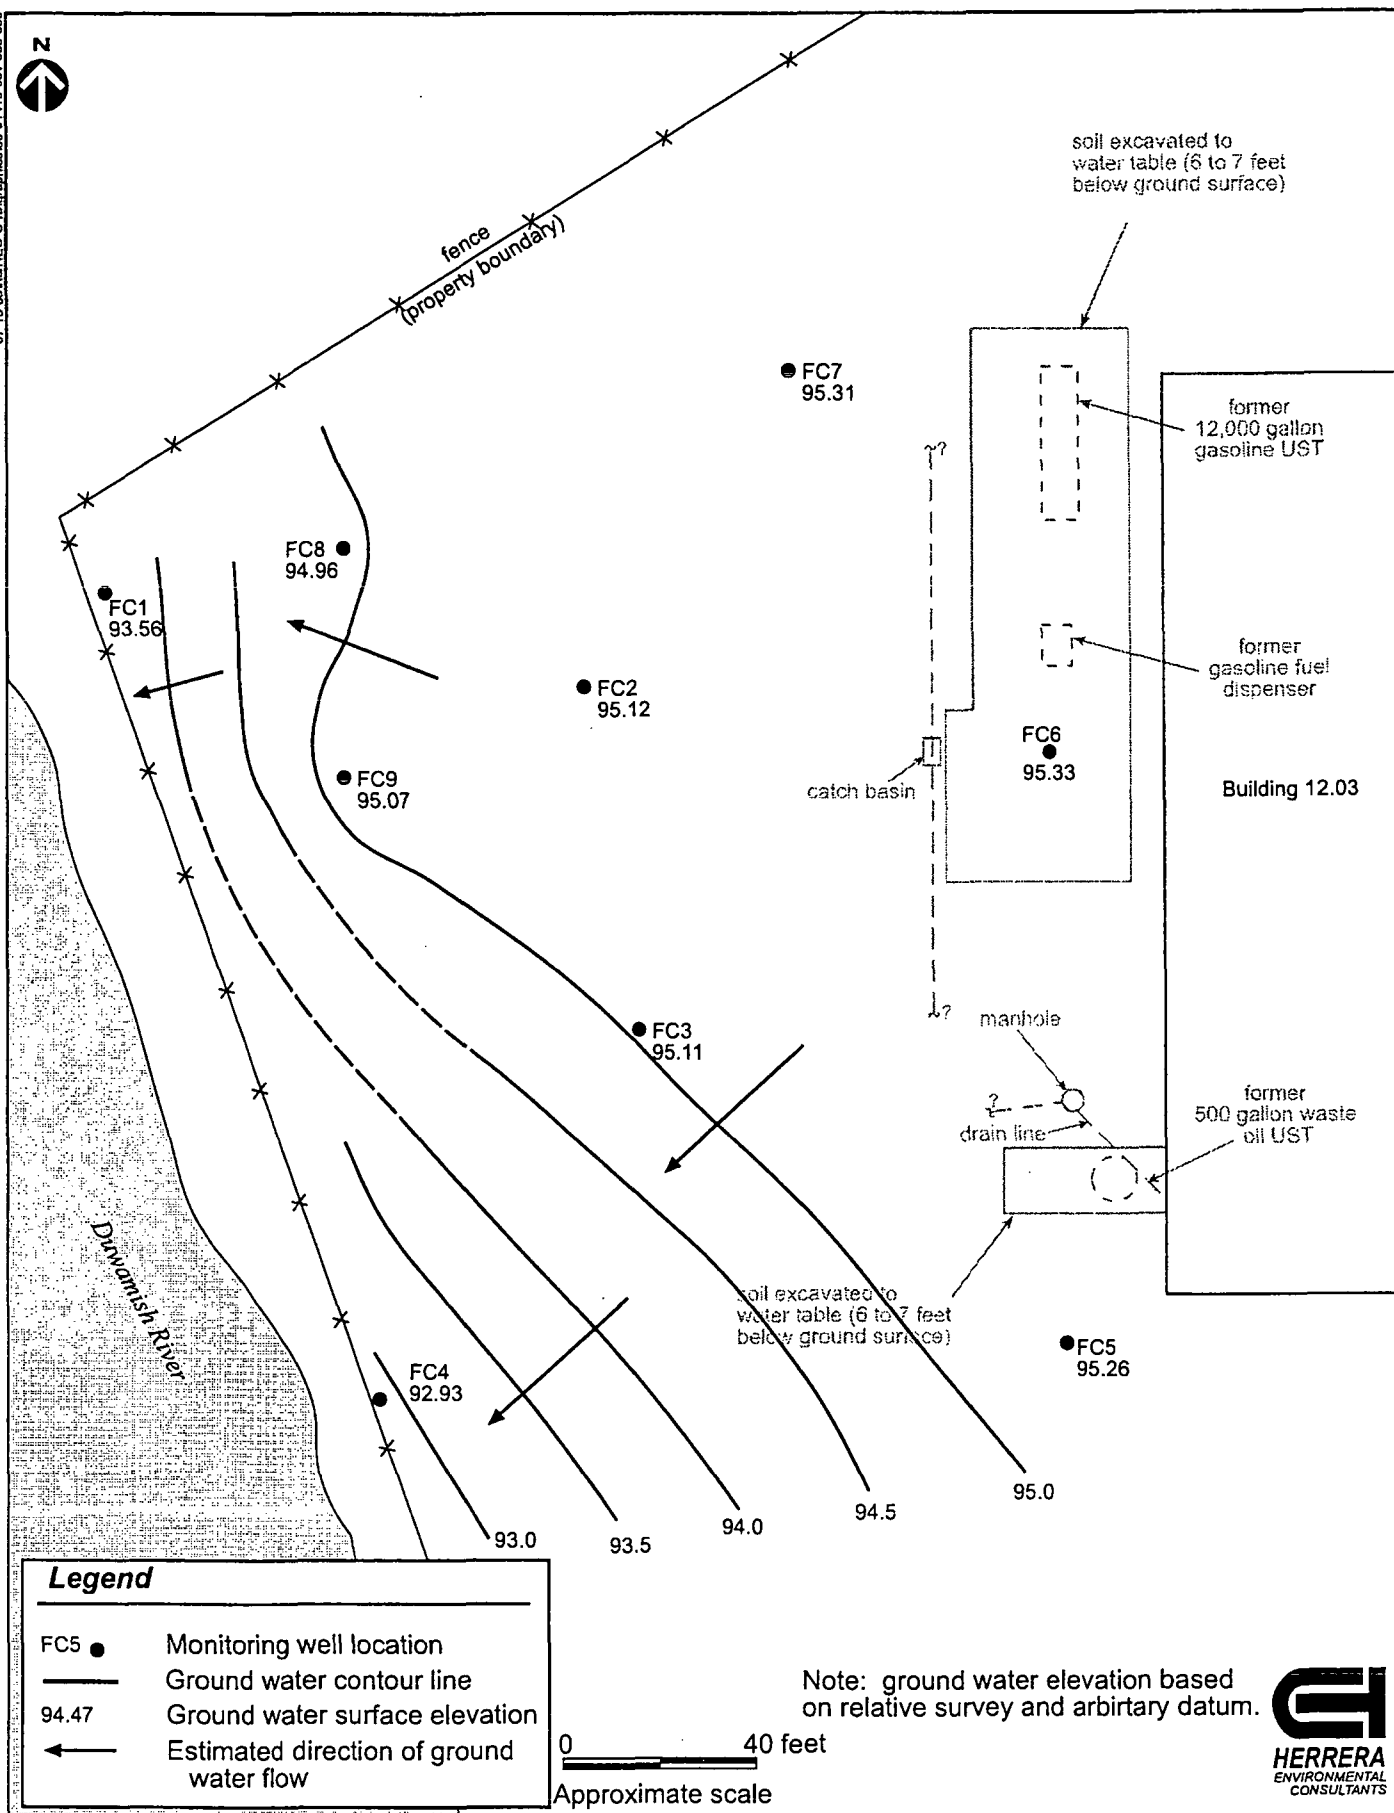 N
soil excavated to
water table (6 to 7 feet
below ground surface)
fence
(property boundary)
FC7
95.31
former
12,000 gallon
gasoline UST
?
FC8
94.96
FC1
93.56
former
gasoline fuel
dispenser
FC2
95.12
FC6
95.33
FC9
95.07
catch basin
Building 12.03
?
manhole
FC3
95.11
?
drain line
former
500 gallon waste
oil UST
Duwamish River
soil excavated to
water table (6 to 7 feet
below ground surface)
FC5
95.26
FC4
92.93
93.0
93.5
94.0
94.5
95.0
Legend
FC5
Monitoring well location
Ground water contour line
94.47
Ground water surface elevation
Estimated direction of ground
water flow
0
40 feet
Approximate scale
Note: ground water elevation based
on relative survey and arbirtary datum.
HERRERA
ENVIRONMENTAL
CONSULTANTS